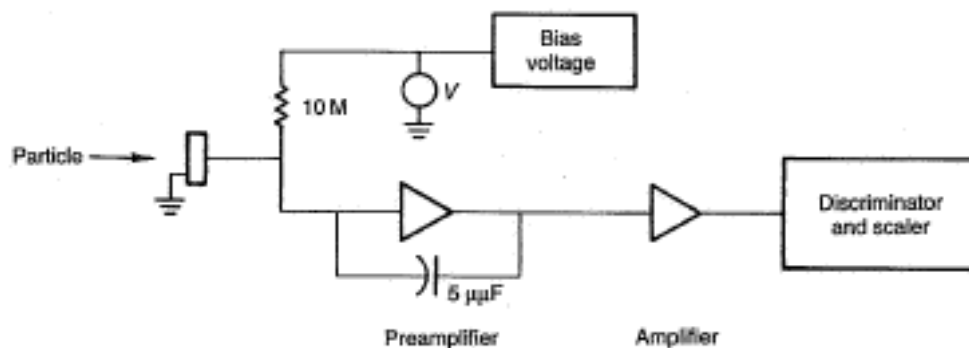 Bias
voltage
V
10 M
Particle
Discriminator
and scaler
5 μμF
Preamplifier
Amplifier